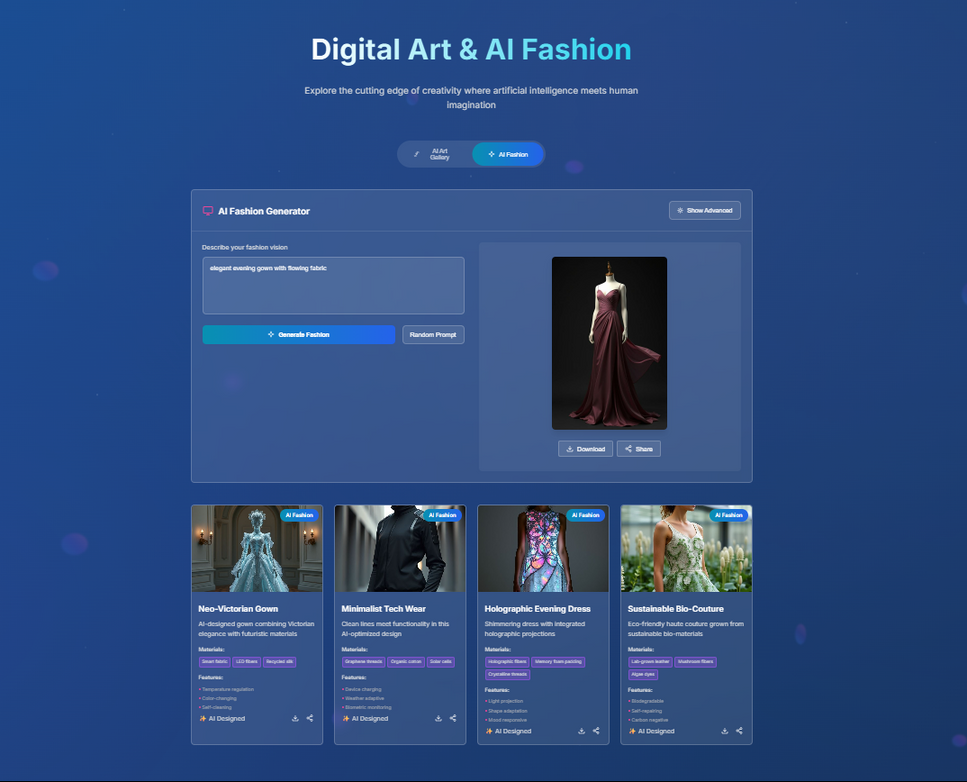 Digital Art & AI Fashion
Explore the cutting edge of creativity where artificial intelligence meets human
imagination
AI Art
Gallery
AI Fashion
AI Fashion Generator
Show Advanced
Describe your fashion vision
elegant evening gown with flowing fabric
Generate Fashion
Random Prompt
Download
Share
AI Fashion
Neo-Victorian Gown
AI-designed gown combining Victorian
elegance with futuristic materials
Materials:
Smart fabric
LED fibers
Recycled silk
Features:
• Temperature regulation
• Color-changing
• Self-cleaning
✨ AI Designed
AI Fashion
Minimalist Tech Wear
Clean lines meet functionality in this
AI-optimized design
Materials:
Graphene threads
Organic cotton
Solar cells
Features:
• Device charging
• Weather adaptive
• Biometric monitoring
✨ AI Designed
AI Fashion
Holographic Evening Dress
Shimmering dress with integrated
holographic projections
Materials:
Holographic fibers
Memory foam padding
Crystalline threads
Features:
• Light projection
• Shape adaptation
• Mood responsive
✨ AI Designed
AI Fashion
Sustainable Bio-Couture
Eco-friendly haute couture grown from
sustainable bio-materials
Materials:
Lab-grown leather
Mushroom fibers
Algae dyes
Features:
• Biodegradable
• Self-repairing
• Carbon negative
✨ AI Designed